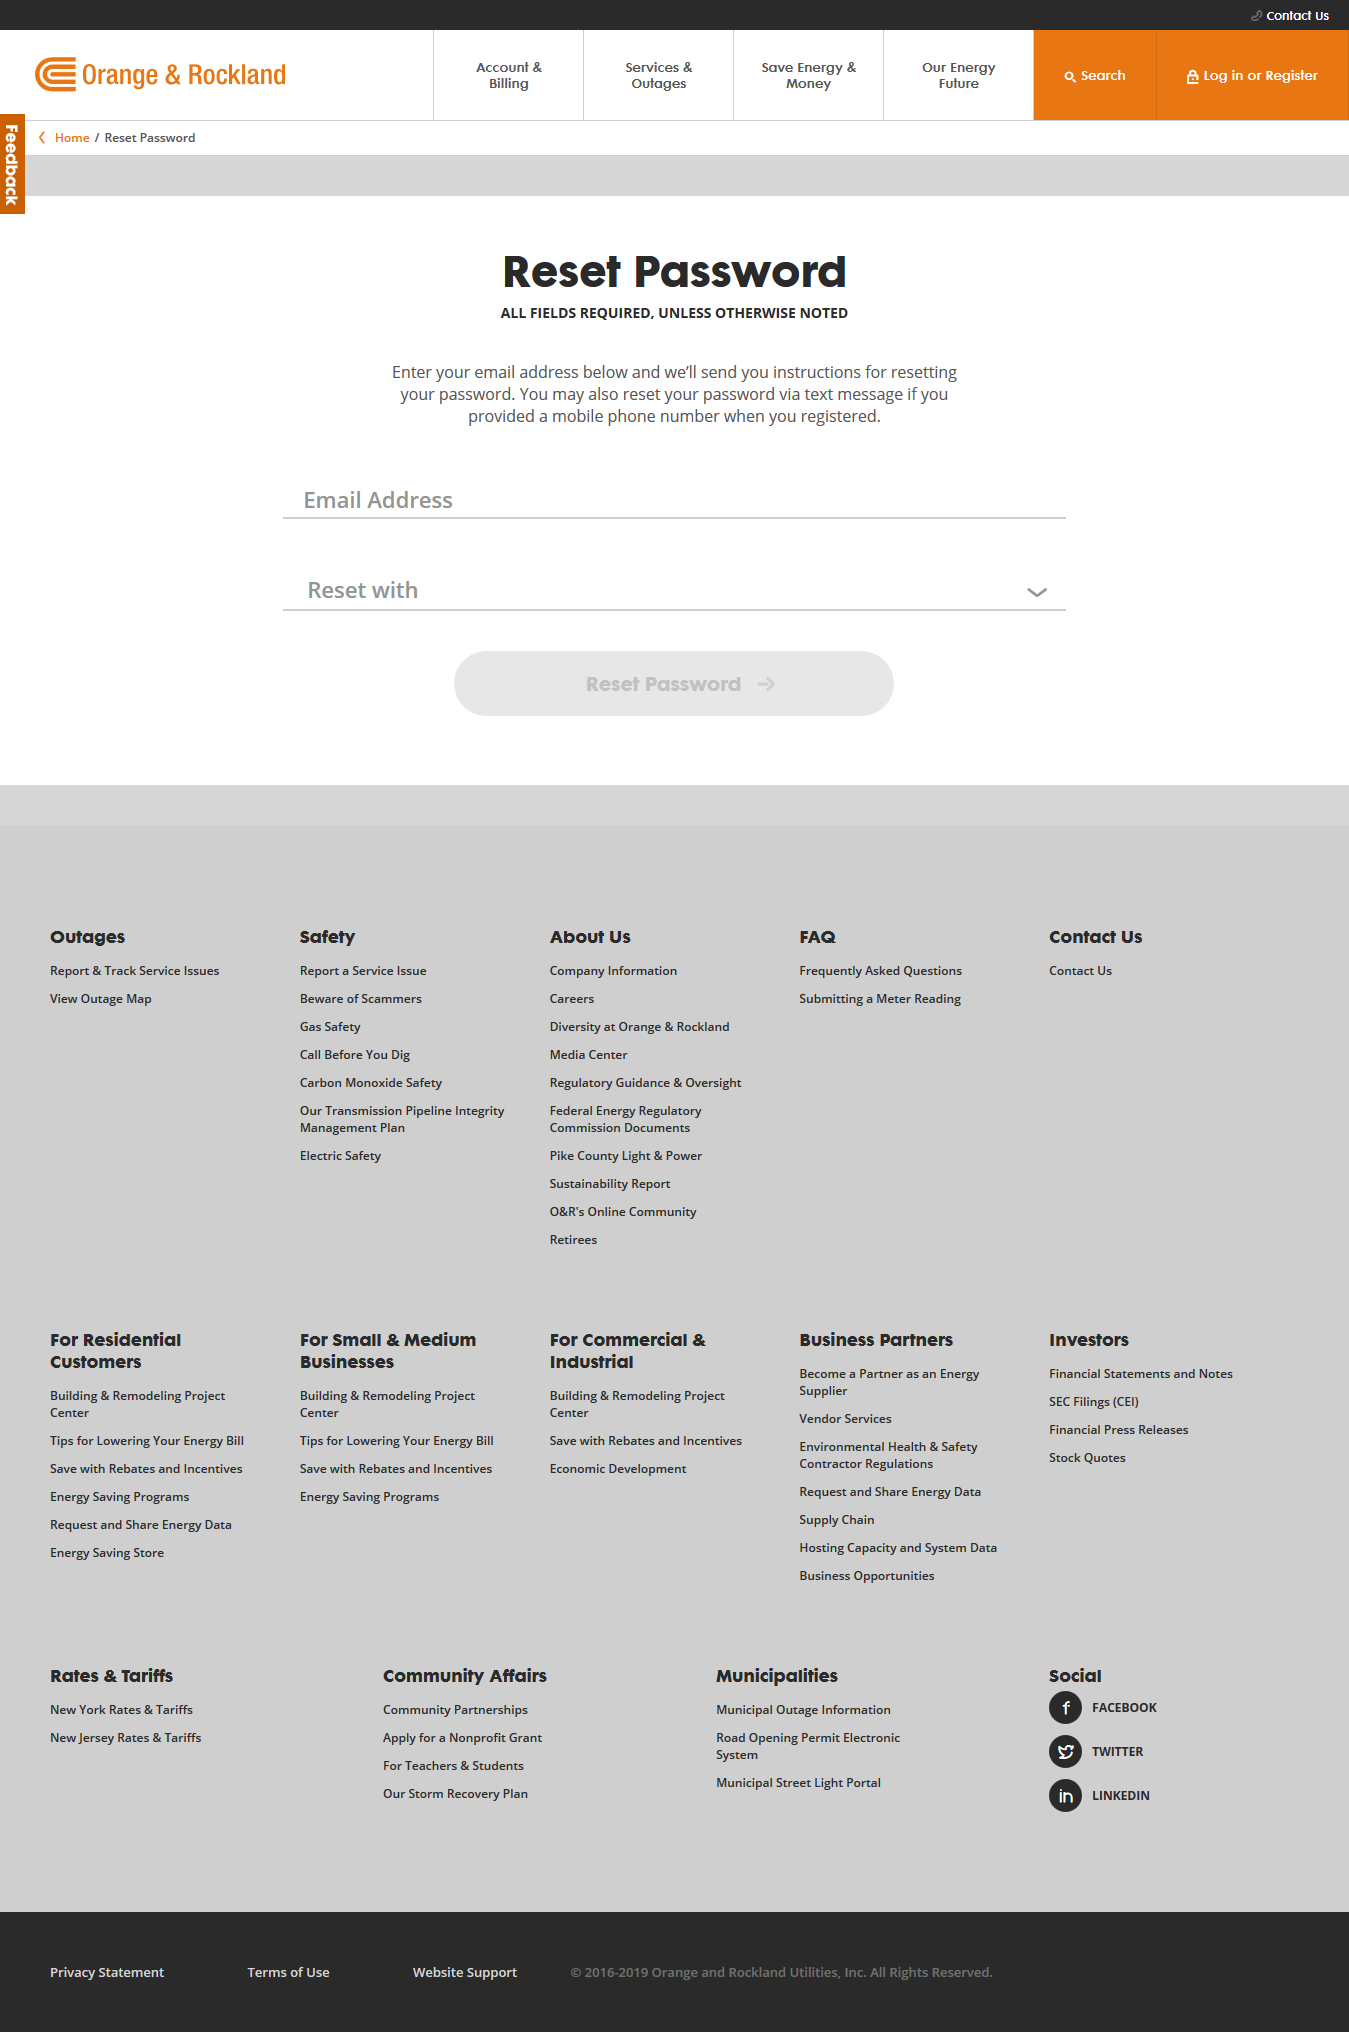 Contact Us
Orange & Rockland
Account &
Billing
Services &
Outages
Save Energy &
Money
Our Energy
Future
Search
Log in or Register
Feedback
Home / Reset Password
Reset Password
ALL FIELDS REQUIRED, UNLESS OTHERWISE NOTED
Enter your email address below and we’ll send you instructions for resetting
your password. You may also reset your password via text message if you
provided a mobile phone number when you registered.
Email Address
Reset with
Reset Password
Outages
Report & Track Service Issues
View Outage Map
Safety
Report a Service Issue
Beware of Scammers
Gas Safety
Call Before You Dig
Carbon Monoxide Safety
Our Transmission Pipeline Integrity
Management Plan
Electric Safety
About Us
Company Information
Careers
Diversity at Orange & Rockland
Media Center
Regulatory Guidance & Oversight
Federal Energy Regulatory
Commission Documents
Pike County Light & Power
Sustainability Report
O&R's Online Community
Retirees
FAQ
Frequently Asked Questions
Submitting a Meter Reading
Contact Us
Contact Us
For Residential
Customers
Building & Remodeling Project
Center
Tips for Lowering Your Energy Bill
Save with Rebates and Incentives
Energy Saving Programs
Request and Share Energy Data
Energy Saving Store
For Small & Medium
Businesses
Building & Remodeling Project
Center
Tips for Lowering Your Energy Bill
Save with Rebates and Incentives
Energy Saving Programs
For Commercial &
Industrial
Building & Remodeling Project
Center
Save with Rebates and Incentives
Economic Development
Business Partners
Become a Partner as an Energy
Supplier
Vendor Services
Environmental Health & Safety
Contractor Regulations
Request and Share Energy Data
Supply Chain
Hosting Capacity and System Data
Business Opportunities
Investors
Financial Statements and Notes
SEC Filings (CEI)
Financial Press Releases
Stock Quotes
Rates & Tariffs
New York Rates & Tariffs
New Jersey Rates & Tariffs
Community Affairs
Community Partnerships
Apply for a Nonprofit Grant
For Teachers & Students
Our Storm Recovery Plan
Municipalities
Municipal Outage Information
Road Opening Permit Electronic
System
Municipal Street Light Portal
Social
f FACEBOOK
TWITTER
in LINKEDIN
Privacy Statement
Terms of Use
Website Support
© 2016-2019 Orange and Rockland Utilities, Inc. All Rights Reserved.